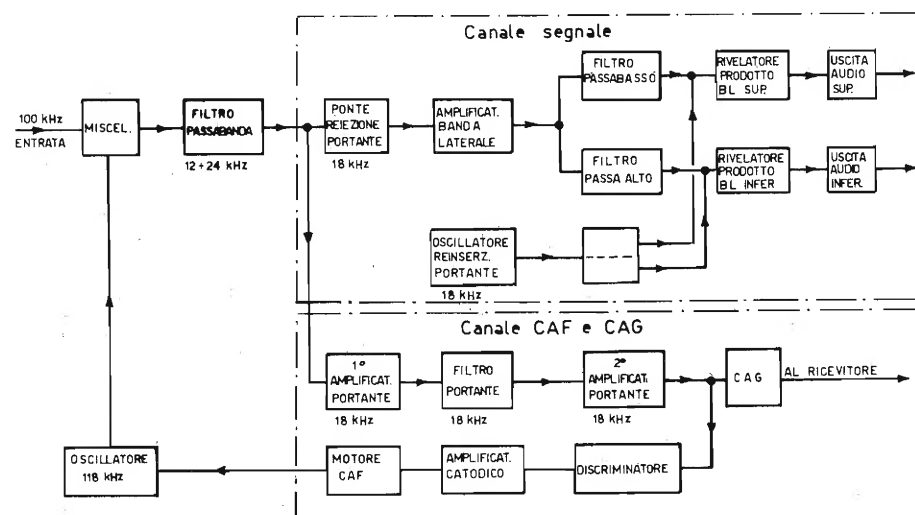 Canale segnale
100 kHz
ENTRATA
MISCEL.
FILTRO
PASSABANDA
12÷24 kHz
PONTE
REIEZIONE
PORTANTE
18 kHz
AMPLIFICAT.
BANDA
LATERALE
FILTRO
PASSABASSO
RIVELATORE
PRODOTTO
BL SUP.
USCITA
AUDIO
SUP.
FILTRO
PASSA ALTO
RIVELATORE
PRODOTTO
BL INFER
USCITA
AUDIO
INFER.
OSCILLATORE
REINSERZ.
PORTANTE
18 kHz
Canale CAF e CAG
1º
AMPLIFICAT.
PORTANTE
18 kHz
FILTRO
PORTANTE
18 kHz
2º
AMPLIFICAT.
PORTANTE
18 kHz
CAG
AL RICEVITORE
OSCILLATORE
118 kHz
MOTORE
CAF
AMPLIFICAT.
CATODICO
DISCRIMINATORE